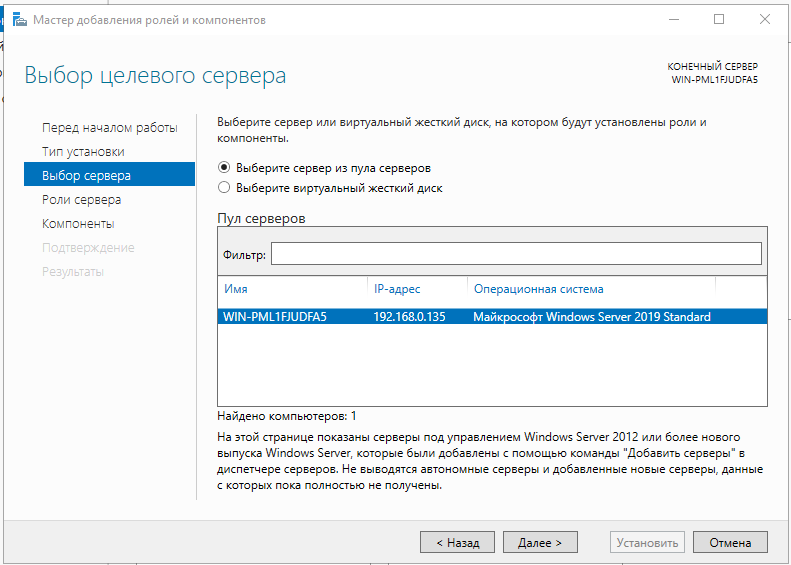 Мастер добавления ролей и компонентов
Выбор целевого сервера
КОНЕЧНЫЙ СЕРВЕР
WIN-PML1FJUDFA5
Перед началом работы
Тип установки
Выбор сервера
Роли сервера
Компоненты
Подтверждение
Результаты
Выберите сервер или виртуальный жесткий диск, на котором будут установлены роли и
компоненты.
Выберите сервер из пула серверов
Выберите виртуальный жесткий диск
Пул серверов
Фильтр:
Имя IP-адрес Операционная система
WIN-PML1FJUDFA5 192.168.0.135 Майкрософт Windows Server 2019 Standard
Найдено компьютеров: 1
На этой странице показаны серверы под управлением Windows Server 2012 или более нового
выпуска Windows Server, которые были добавлены с помощью команды "Добавить серверы" в
диспетчере серверов. Не выводятся автономные серверы и добавленные новые серверы, данные
с которых пока полностью не получены.
< Назад Далее > Установить Отмена